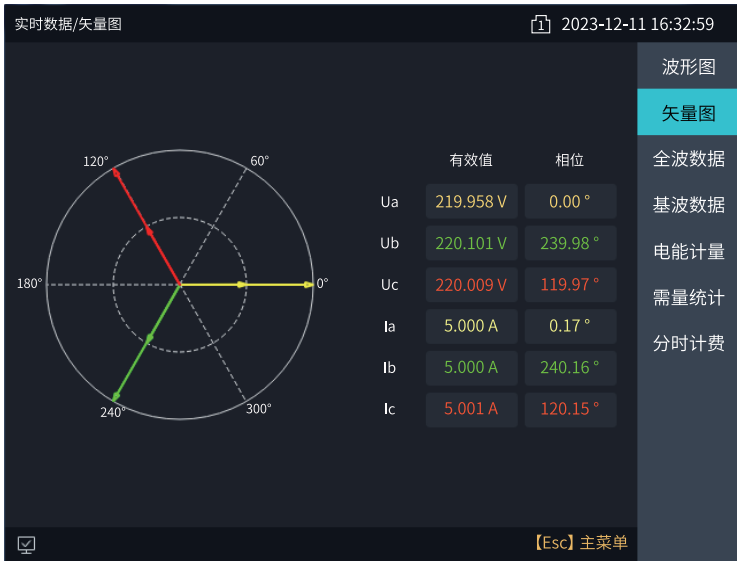 实时数据/矢量图
1 2023-12-11 16:32:59
波形图
矢量图
全波数据
基波数据
电能计量
需量统计
分时计费
120°
60°
180°
0°
240°
300°
有效值 相位
Ua 219.958 V 0.00 °
Ub 220.101 V 239.98 °
Uc 220.009 V 119.97 °
Ia 5.000 A 0.17 °
Ib 5.000 A 240.16 °
Ic 5.001 A 120.15 °
【Esc】主菜单